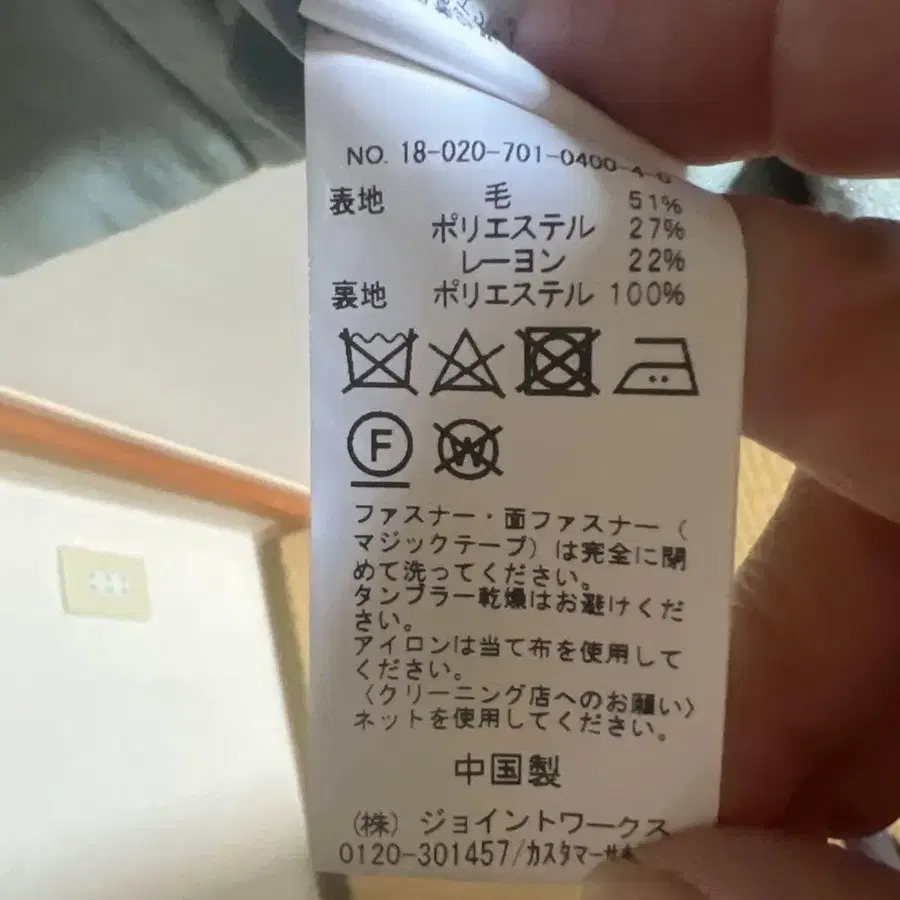 NO. 18-020-701-0400-4-6
表地 毛 51%
ポリエステル 27%
レーヨン 22%
裏地 ポリエステル 100%
F W
ファスナー・面ファスナー（
マジックテープ）は完全に閉
めて洗ってください。
タンブラー乾燥はお避けくだ
さい。
アイロンは当て布を使用して
ください。
〈クリーニング店へのお願い〉
ネットを使用してください。
中国製
(株) ジョイントワークス
0120-301457/カスタマーサ